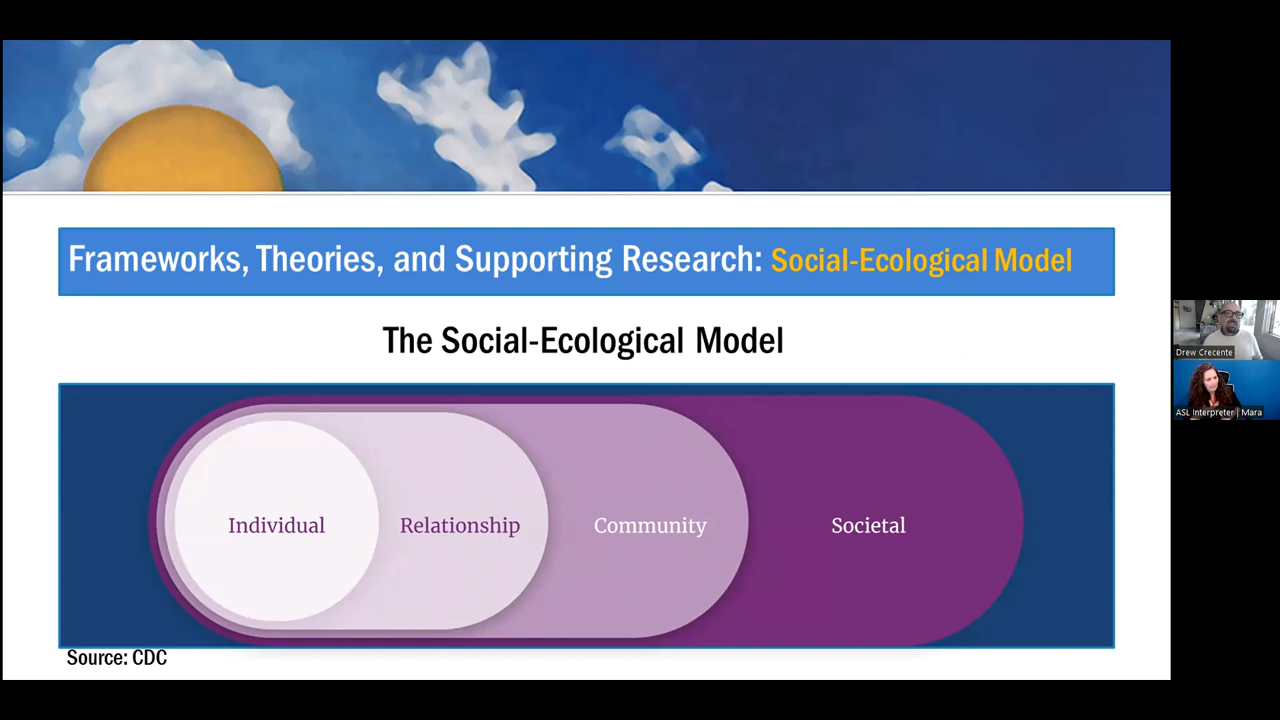 Frameworks, Theories, and Supporting Research: Social-Ecological Model
The Social-Ecological Model
Individual
Relationship
Community
Societal
Source: CDC
Drew Crecente
ASL Interpreter | Mara